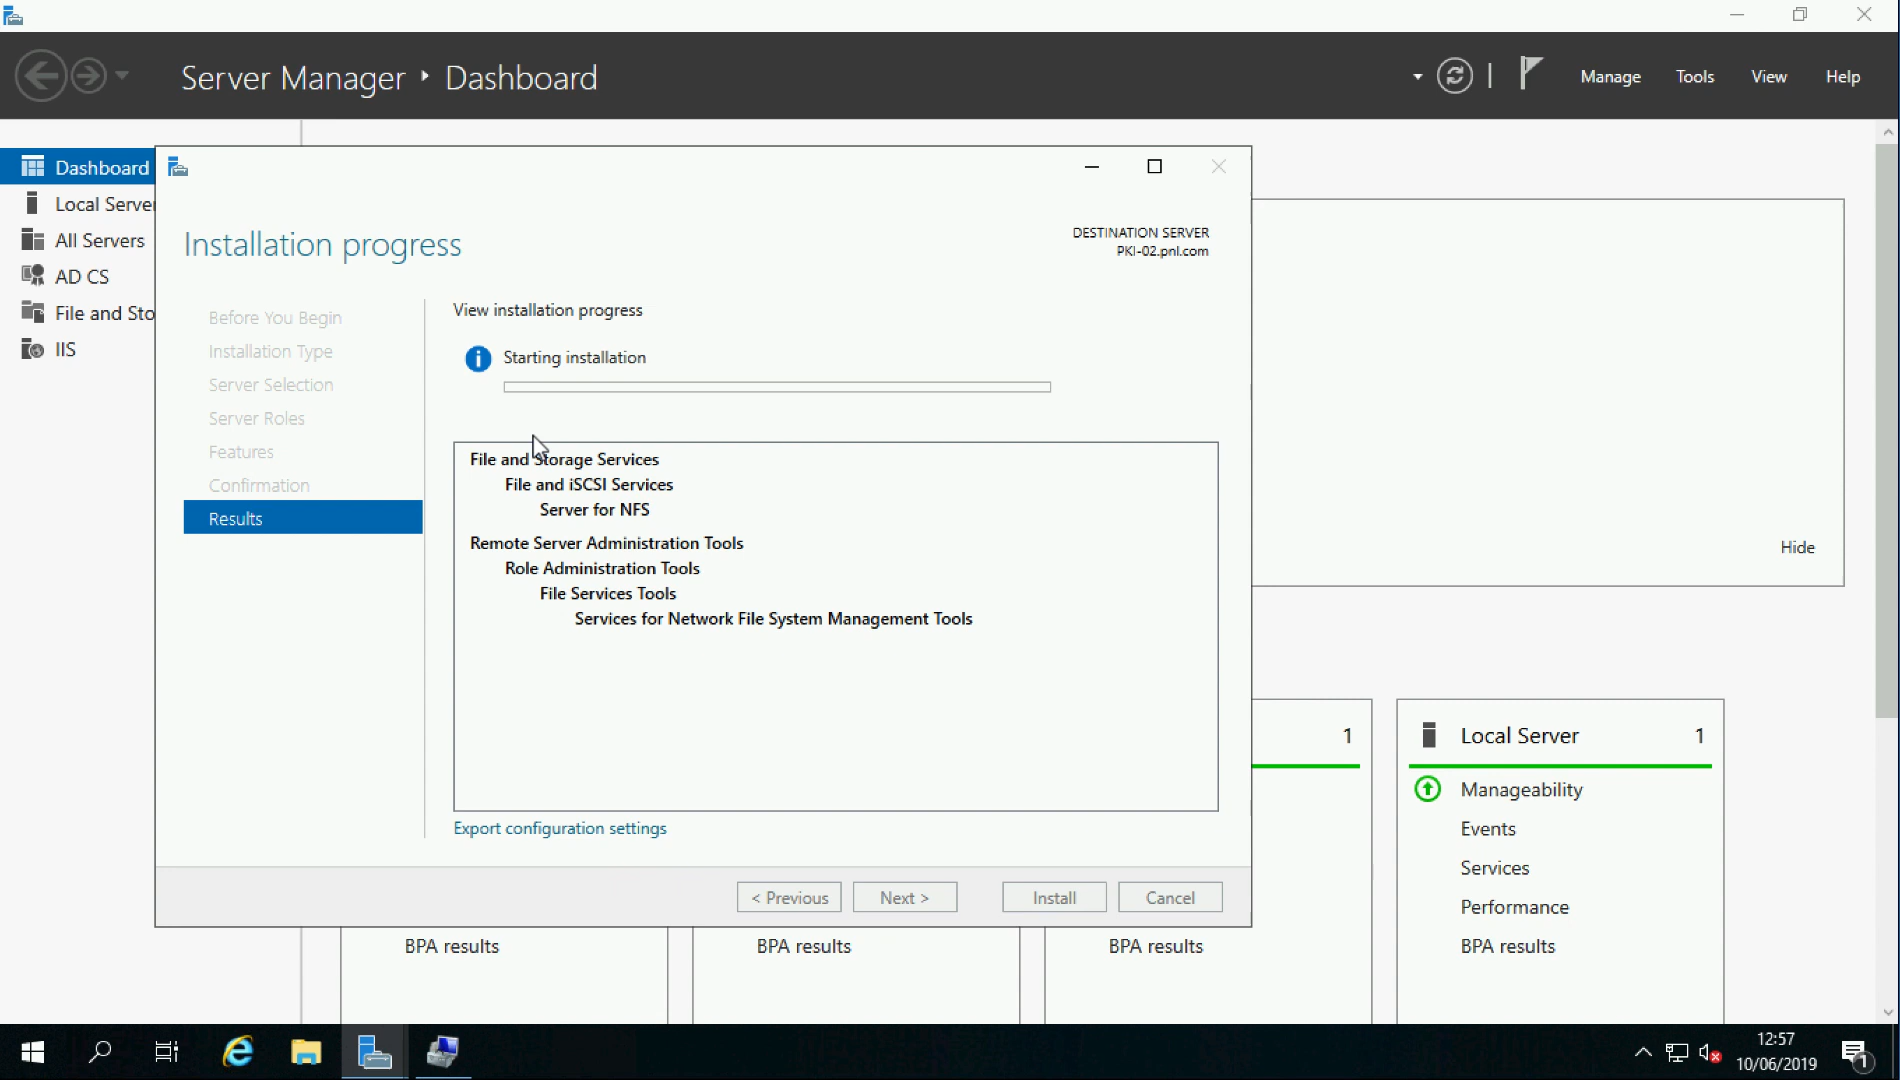 Server Manager ‣ Dashboard
Manage
Tools
View
Help
Dashboard
Local Server
All Servers
AD CS
File and Sto
IIS
Installation progress
DESTINATION SERVER
PKI-02.pnl.com
Before You Begin
Installation Type
Server Selection
Server Roles
Features
Confirmation
Results
View installation progress
Starting installation
File and Storage Services
File and iSCSI Services
Server for NFS
Remote Server Administration Tools
Role Administration Tools
File Services Tools
Services for Network File System Management Tools
Export configuration settings
< Previous
Next >
Install
Cancel
Hide
1
Local Server 1
Manageability
Events
Services
Performance
BPA results
BPA results
BPA results
BPA results
12:57
10/06/2019
1